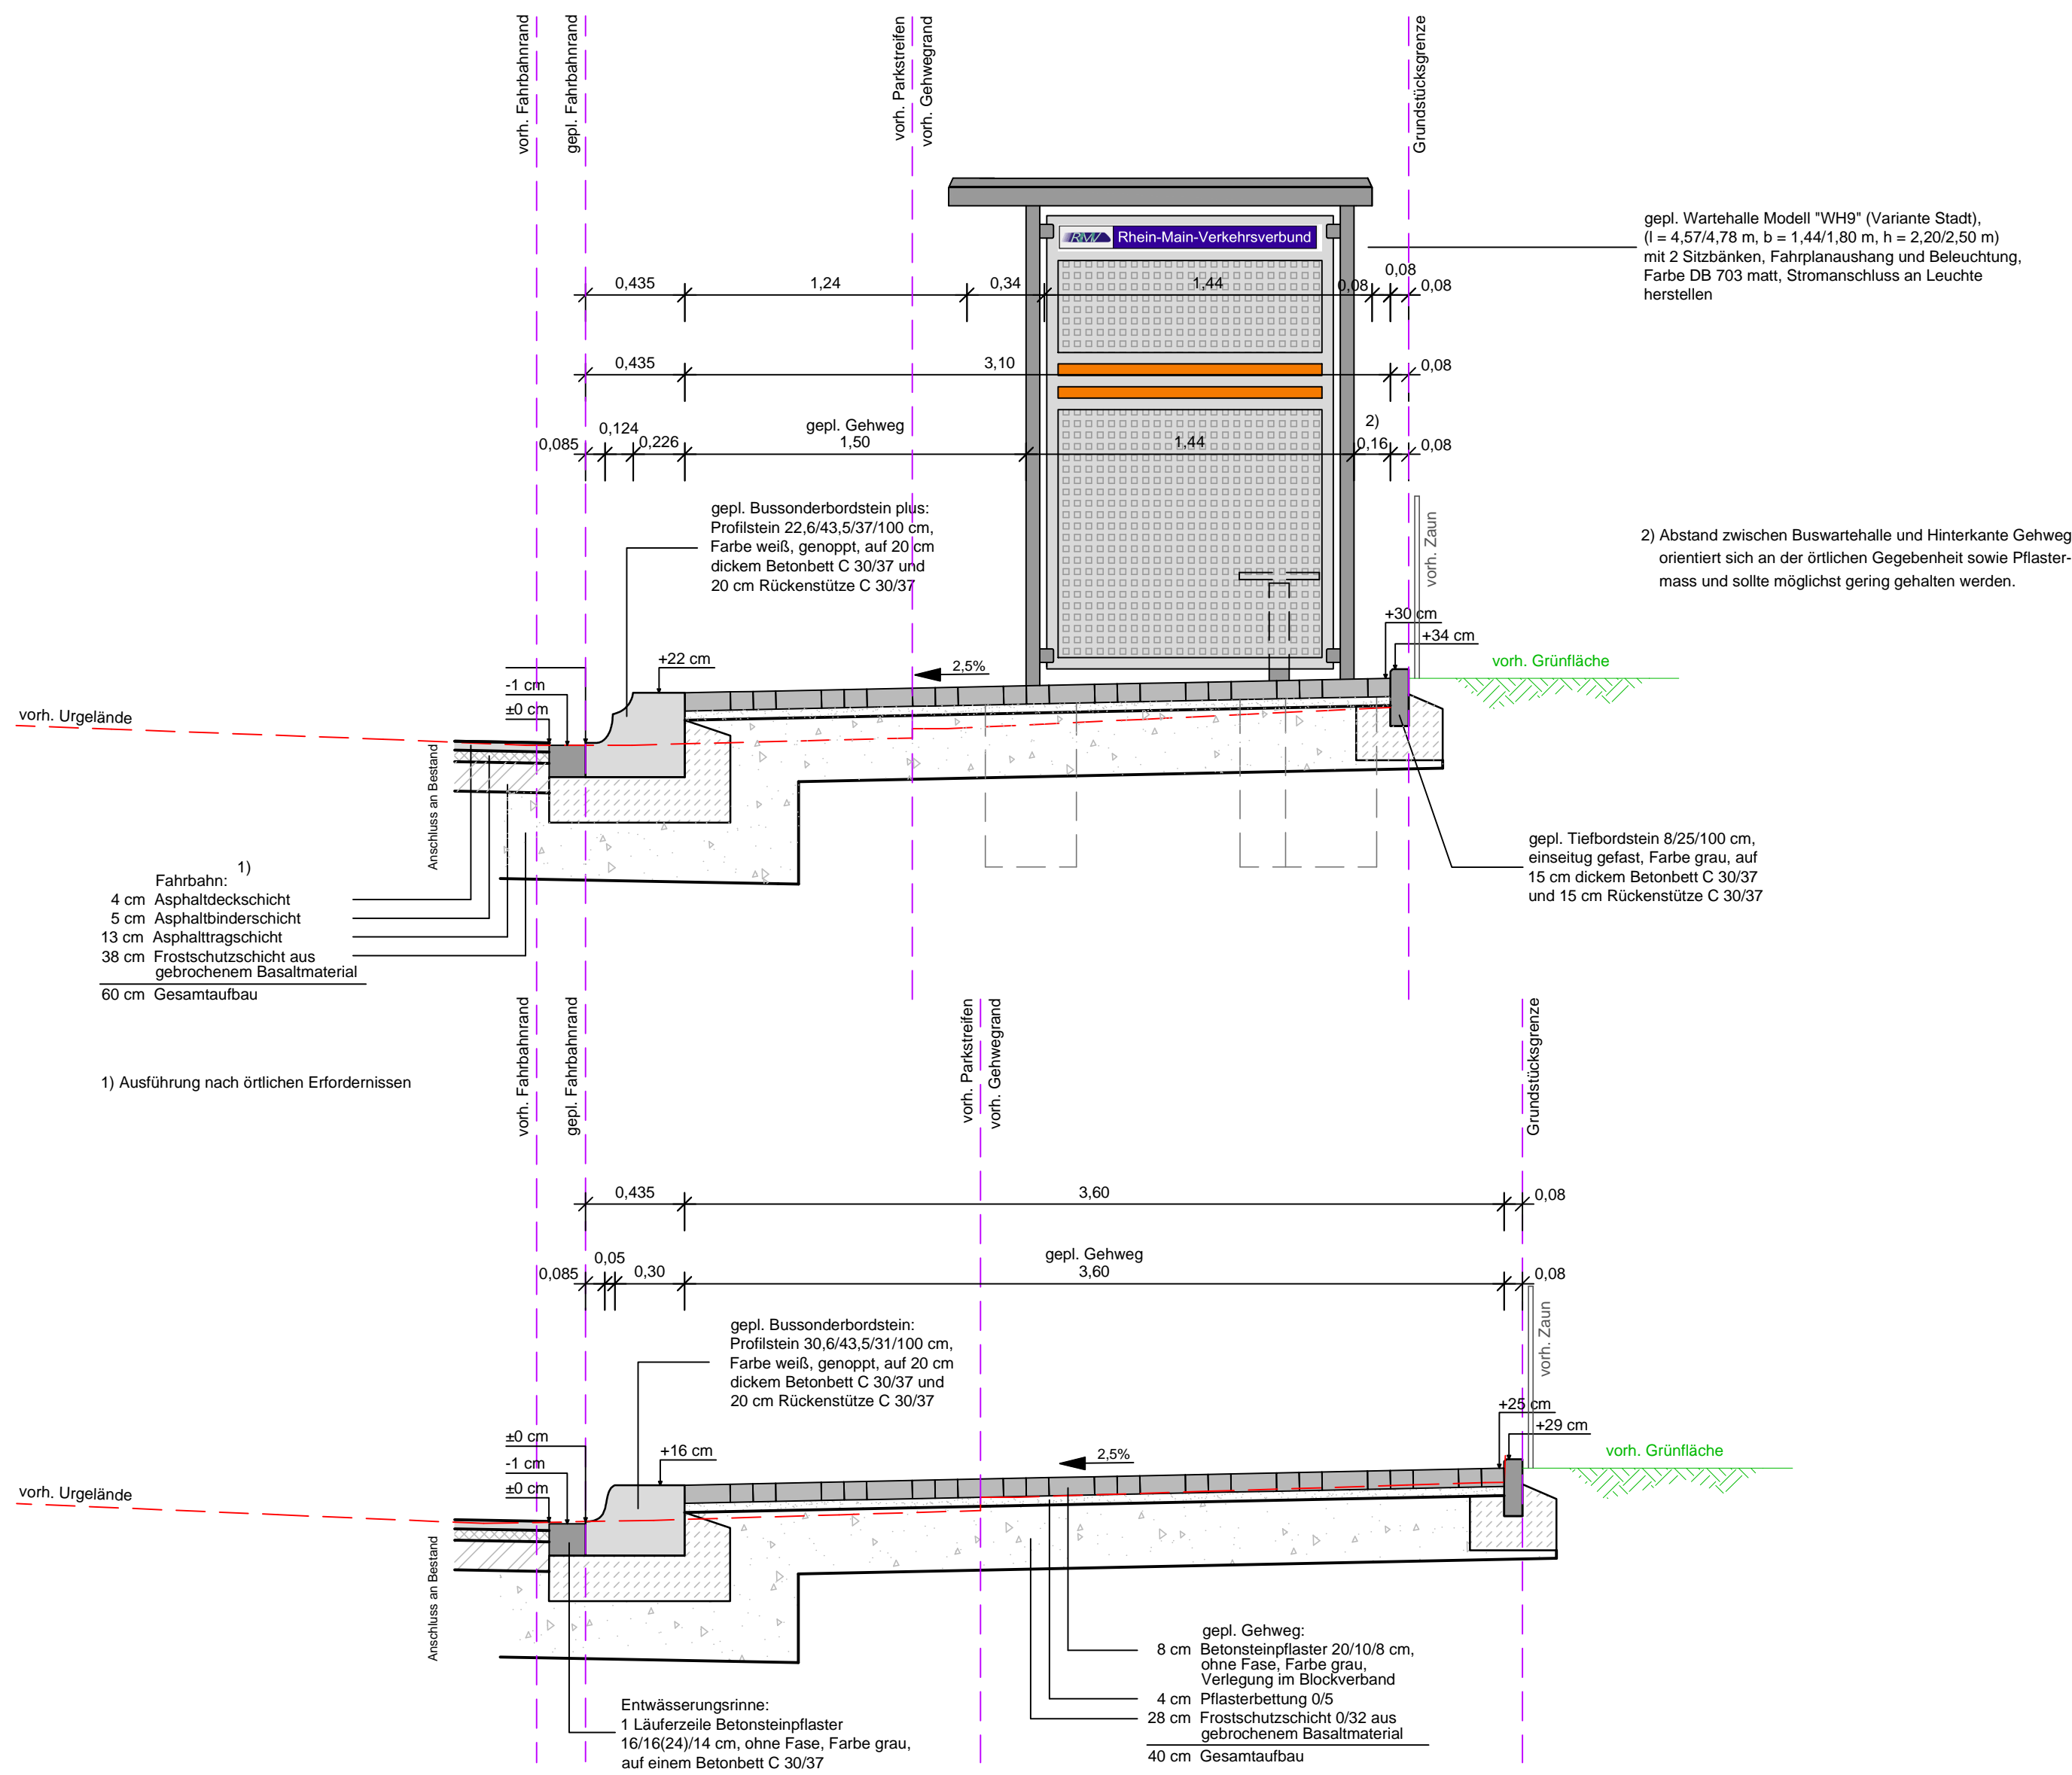 vorh. Fahrbahnrand
gepl. Fahrbahnrand
vorh. Parkstreifen
vorh. Gehwegrand
Grundstücksgrenze
gepl. Wartehalle Modell "WH9" (Variante Stadt),
(l = 4,57/4,78 m, b = 1,44/1,80 m, h = 2,20/2,50 m)
mit 2 Sitzbänken, Fahrplanaushang und Beleuchtung,
Farbe DB 703 matt, Stromanschluss an Leuchte
herstellen
RMV Rhein-Main-Verkehrsverbund
0,435 1,24 0,34 1,44 0,08 0,08 0,08
0,435 3,10 0,08
gepl. Gehweg
0,085 0,124 0,226 1,50 1,44 2) 0,16 0,08
gepl. Bussonderbordstein plus:
Profilstein 22,6/43,5/37/100 cm,
Farbe weiß, genoppt, auf 20 cm
dickem Betonbett C 30/37 und
20 cm Rückenstütze C 30/37
vorh. Zaun
2) Abstand zwischen Buswartehalle und Hinterkante Gehweg
orientiert sich an der örtlichen Gegebenheit sowie Pflaster-
mass und sollte möglichst gering gehalten werden.
+30 cm
+34 cm
vorh. Grünfläche
+22 cm
2,5%
-1 cm
±0 cm
vorh. Urgelände
Anschluss an Bestand
1)
Fahrbahn:
4 cm Asphaltdeckschicht
5 cm Asphaltbinderschicht
13 cm Asphalttragschicht
38 cm Frostschutzschicht aus
gebrochenem Basaltmaterial
60 cm Gesamtaufbau
gepl. Tiefbordstein 8/25/100 cm,
einseitug gefast, Farbe grau, auf
15 cm dickem Betonbett C 30/37
und 15 cm Rückenstütze C 30/37
1) Ausführung nach örtlichen Erfordernissen
vorh. Fahrbahnrand
gepl. Fahrbahnrand
vorh. Parkstreifen
vorh. Gehwegrand
Grundstücksgrenze
0,435 3,60 0,08
gepl. Gehweg
0,085 0,05 0,30 3,60 0,08
gepl. Bussonderbordstein:
Profilstein 30,6/43,5/31/100 cm,
Farbe weiß, genoppt, auf 20 cm
dickem Betonbett C 30/37 und
20 cm Rückenstütze C 30/37
vorh. Zaun
+25 cm
+29 cm
vorh. Grünfläche
±0 cm
-1 cm
±0 cm
+16 cm
2,5%
vorh. Urgelände
Anschluss an Bestand
gepl. Gehweg:
8 cm Betonsteinpflaster 20/10/8 cm,
ohne Fase, Farbe grau,
Verlegung im Blockverband
4 cm Pflasterbettung 0/5
28 cm Frostschutzschicht 0/32 aus
gebrochenem Basaltmaterial
40 cm Gesamtaufbau
Entwässerungsrinne:
1 Läuferzeile Betonsteinpflaster
16/16(24)/14 cm, ohne Fase, Farbe grau,
auf einem Betonbett C 30/37